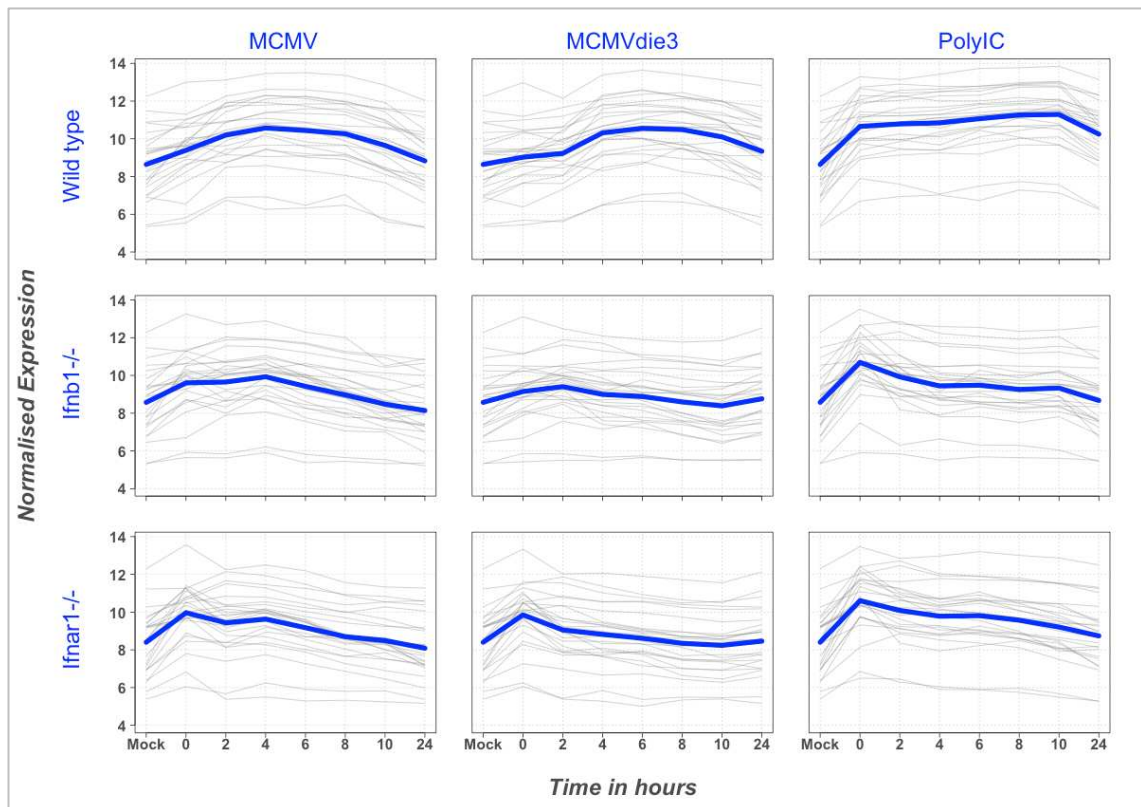 MCMV MCMVdie3 PolyIC
Wild type
14
12
10
8
6
4
Ifnb1-/-
14
12
10
8
6
4
Ifnar1-/-
14
12
10
8
6
4
Normalised Expression
Mock 0 2 4 6 8 10 24 Mock 0 2 4 6 8 10 24 Mock 0 2 4 6 8 10 24
Time in hours